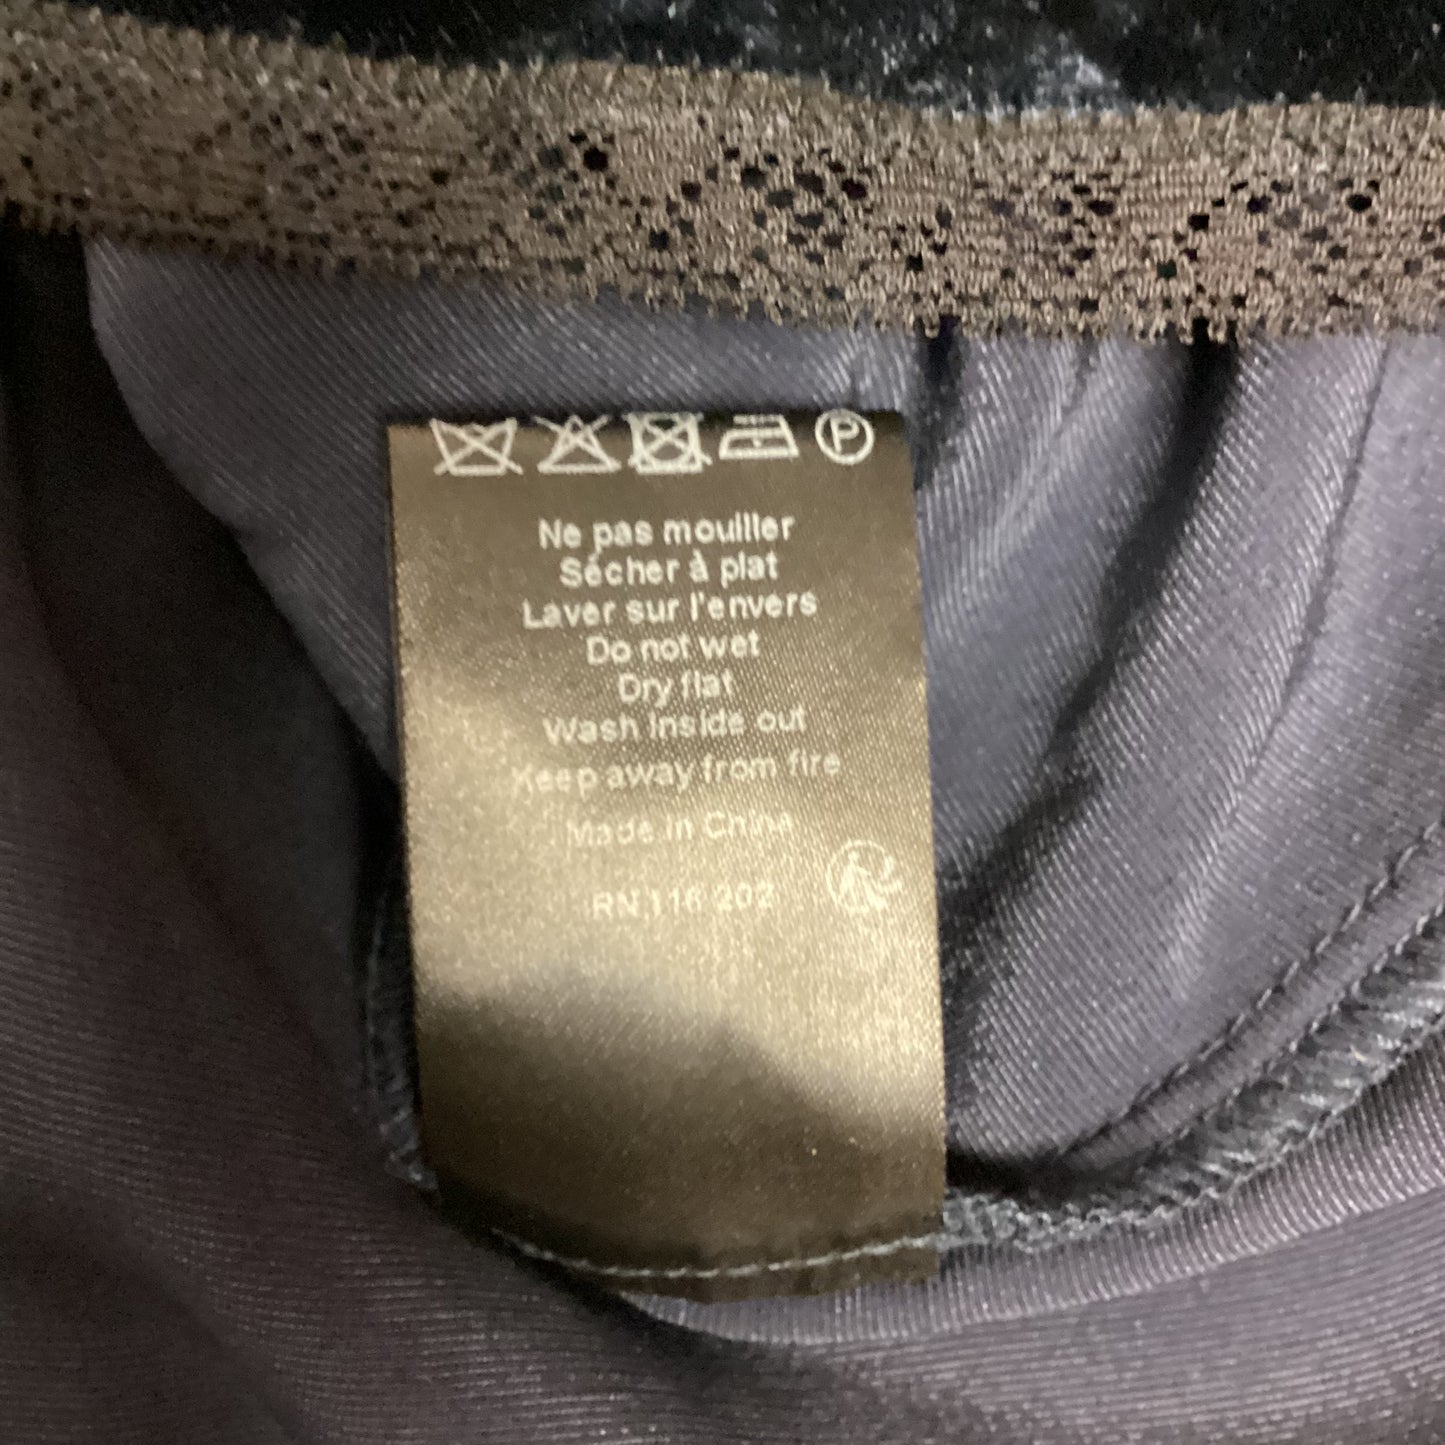 P
Ne pas mouiller
Sécher à plat
Laver sur l'envers
Do not wet
Dry flat
Wash inside out
Keep away from fire
Made in China
RN 116 202